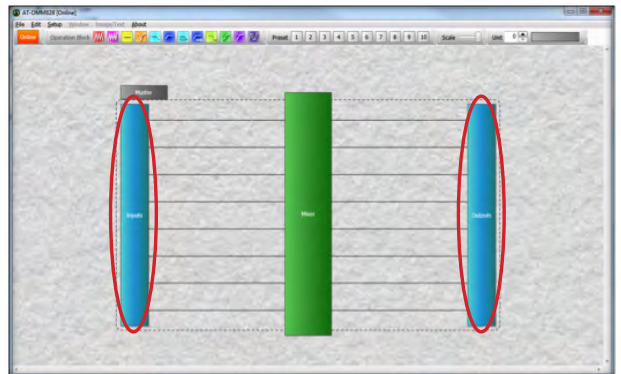 AT-OMM828 [Online]
File Edit Setup Window Image/Text About
Online Operation Block Preset 1 2 3 4 5 6 7 8 9 10 Scale Unit 0
Master
Inputs Mixer Outputs